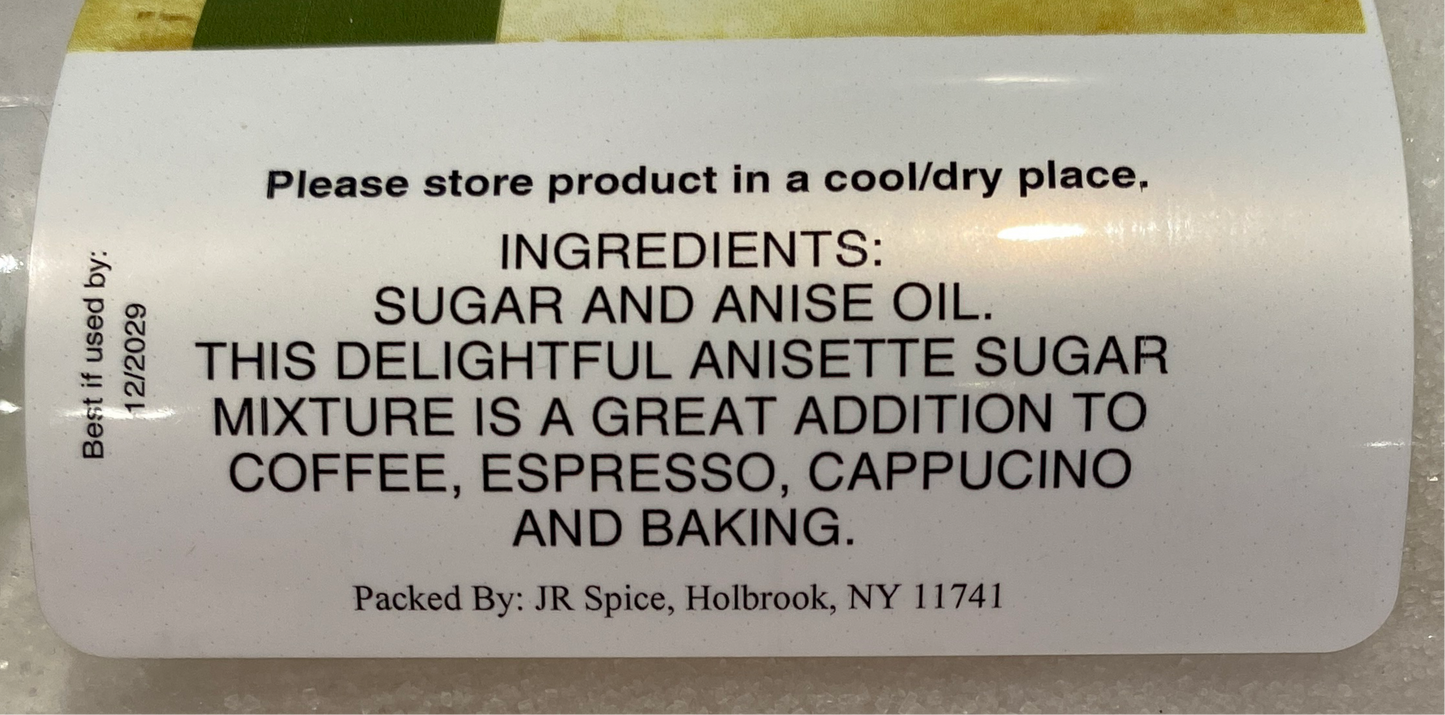 Please store product in a cool/dry place.
INGREDIENTS:
SUGAR AND ANISE OIL.
THIS DELIGHTFUL ANISETTE SUGAR
MIXTURE IS A GREAT ADDITION TO
COFFEE, ESPRESSO, CAPPUCINO
AND BAKING.
Packed By: JR Spice, Holbrook, NY 11741
Best if used by:
12/2029